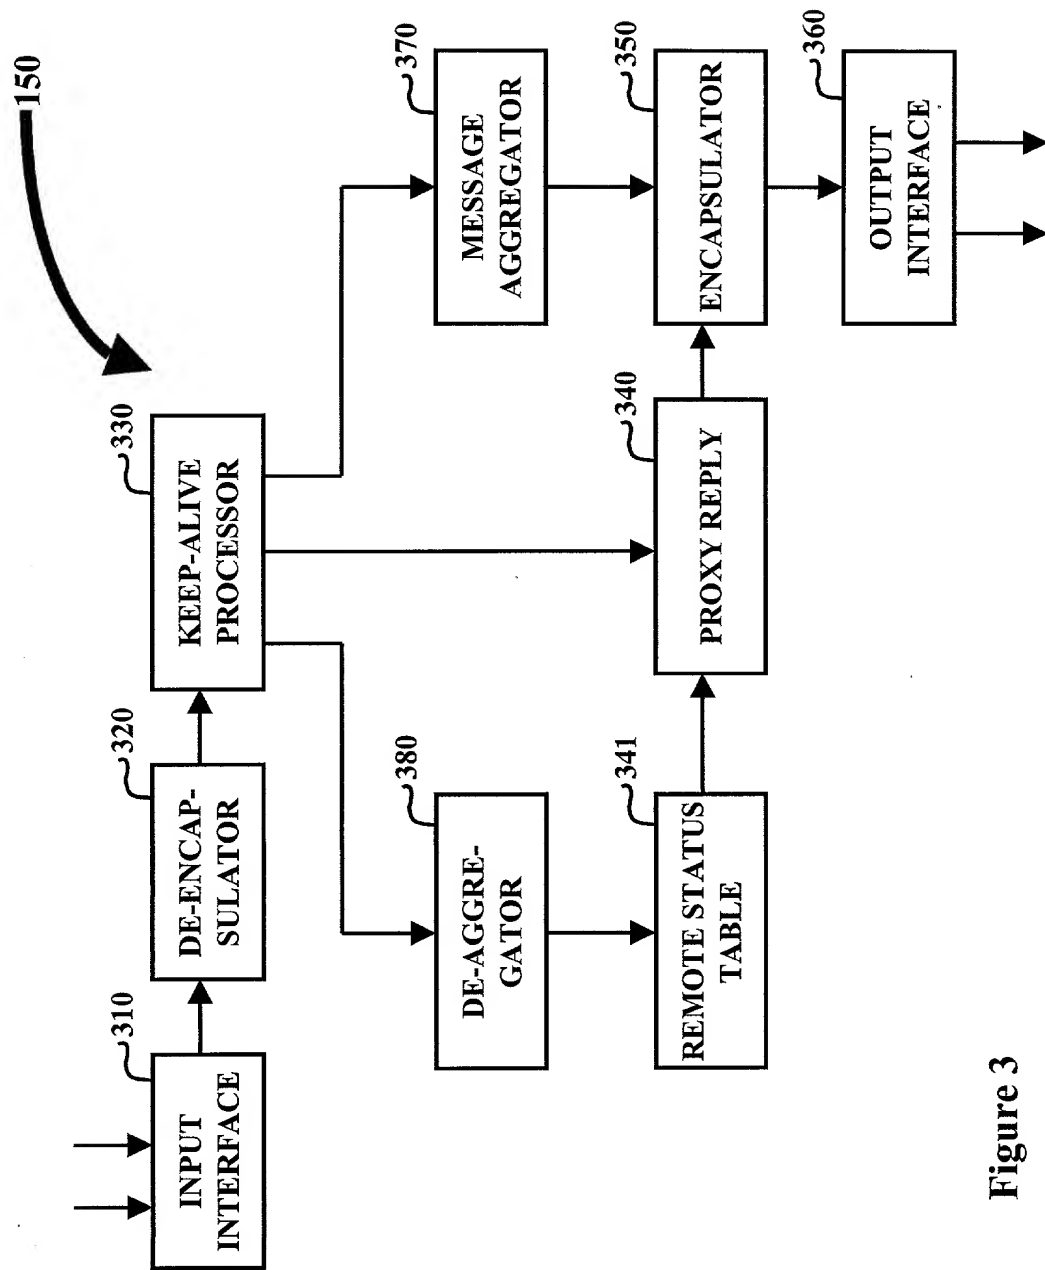 150
310
INPUT
INTERFACE
320
DE-ENCAP-
SULATOR
330
KEEP-ALIVE
PROCESSOR
380
DE-AGGRE-
GATOR
370
MESSAGE
AGGREGATOR
341
REMOTE STATUS
TABLE
340
PROXY REPLY
350
ENCAPSULATOR
360
OUTPUT
INTERFACE
Figure 3